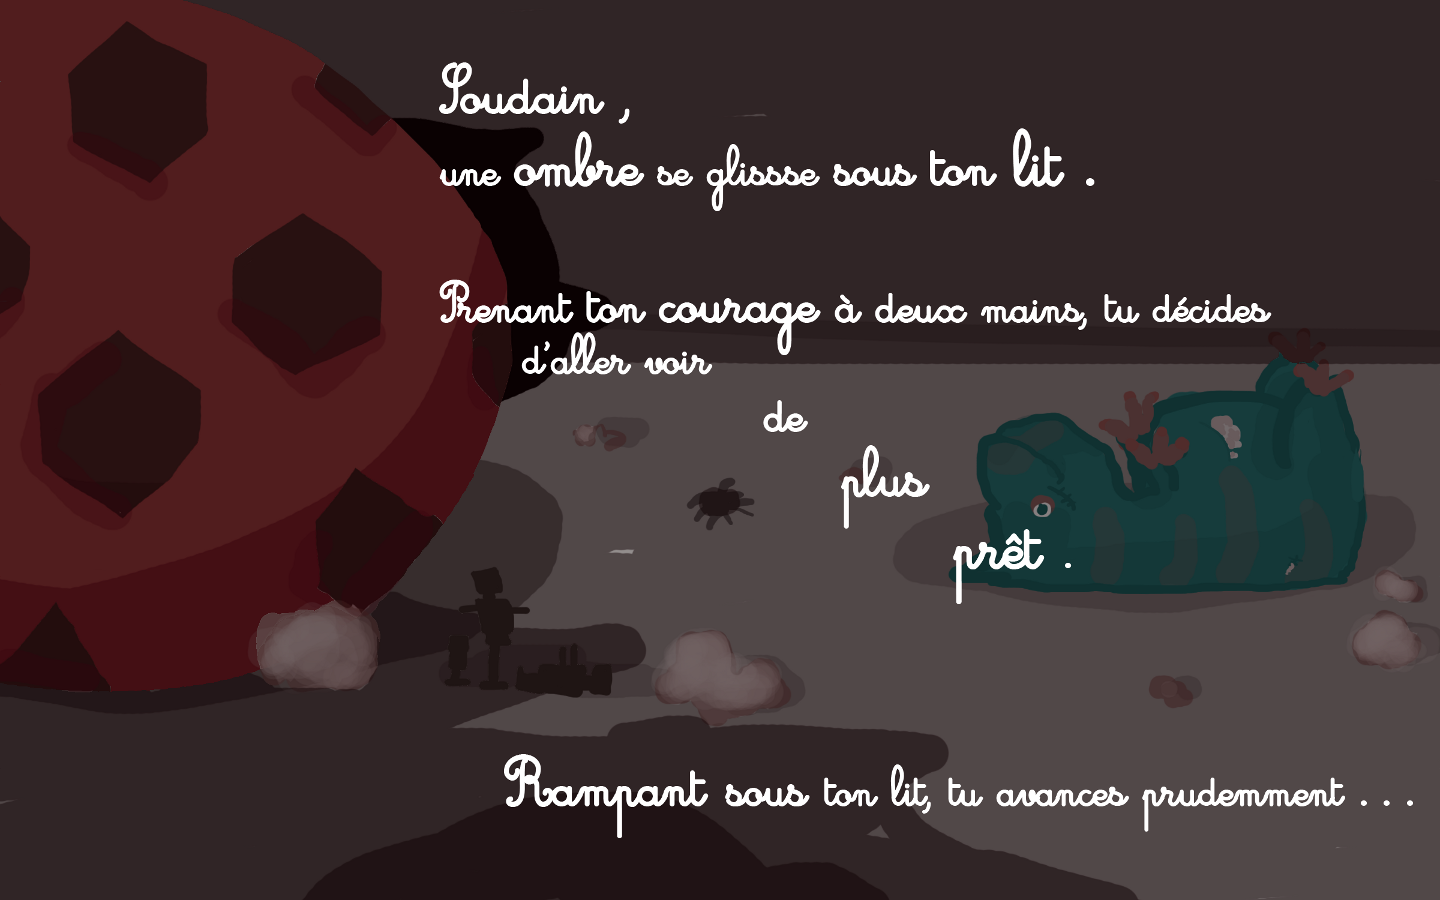 Soudain ,
une ombre se glissse sous ton lit .
Prenant ton courage à deux mains, tu décides
d'aller voir
de
plus
prêt .
Rampant sous ton lit, tu avances prudemment . . .